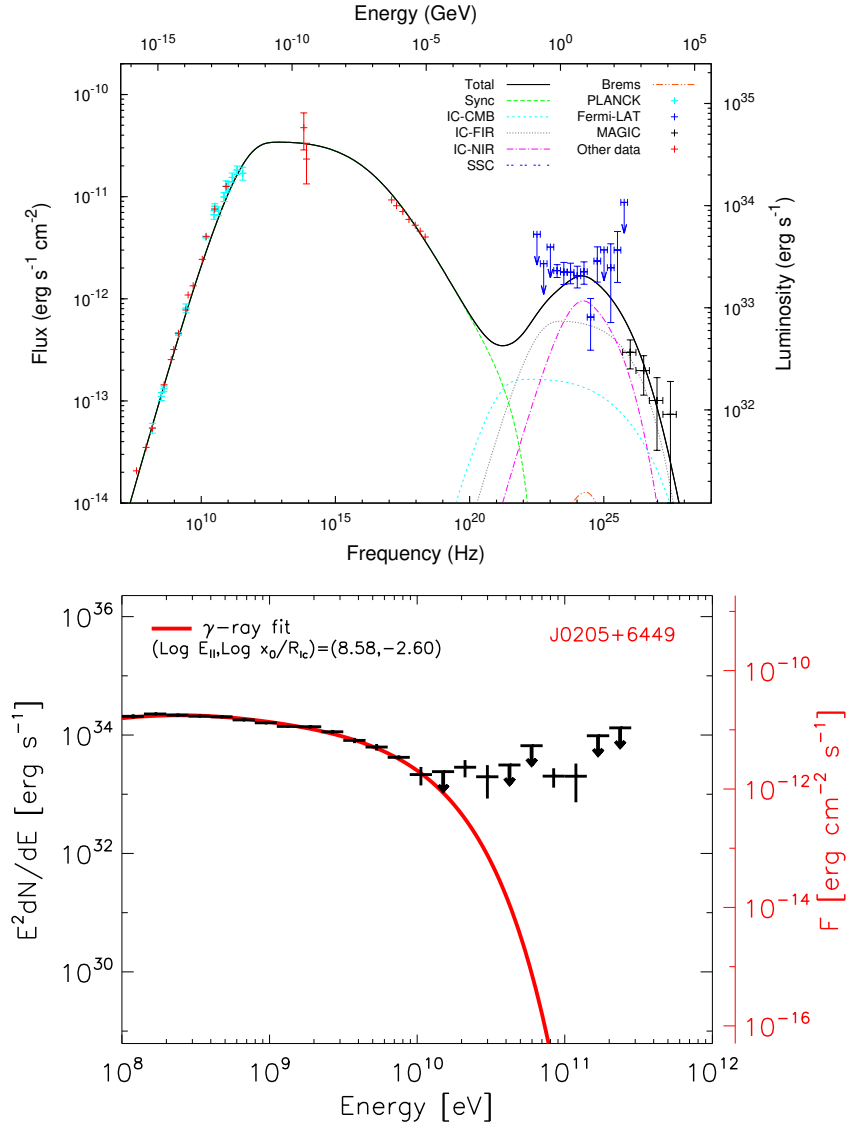 Energy (GeV)
10^-15 10^-10 10^-5 10^0 10^5
Total
Sync
IC-CMB
IC-FIR
IC-NIR
SSC
Brems
PLANCK
Fermi-LAT
MAGIC
Other data
Flux (erg s^-1 cm^-2)
10^-10
10^-11
10^-12
10^-13
10^-14
Luminosity (erg s^-1)
10^35
10^34
10^33
10^32
10^10 10^15 10^20 10^25
Frequency (Hz)
γ-ray fit
(Log E_||,Log x_0/R_lc)=(8.58,-2.60)
J0205+6449
E^2dN/dE [erg s^-1]
10^36
10^34
10^32
10^30
F [erg cm^-2 s^-1]
10^-10
10^-12
10^-14
10^-16
10^8 10^9 10^10 10^11 10^12
Energy [eV]